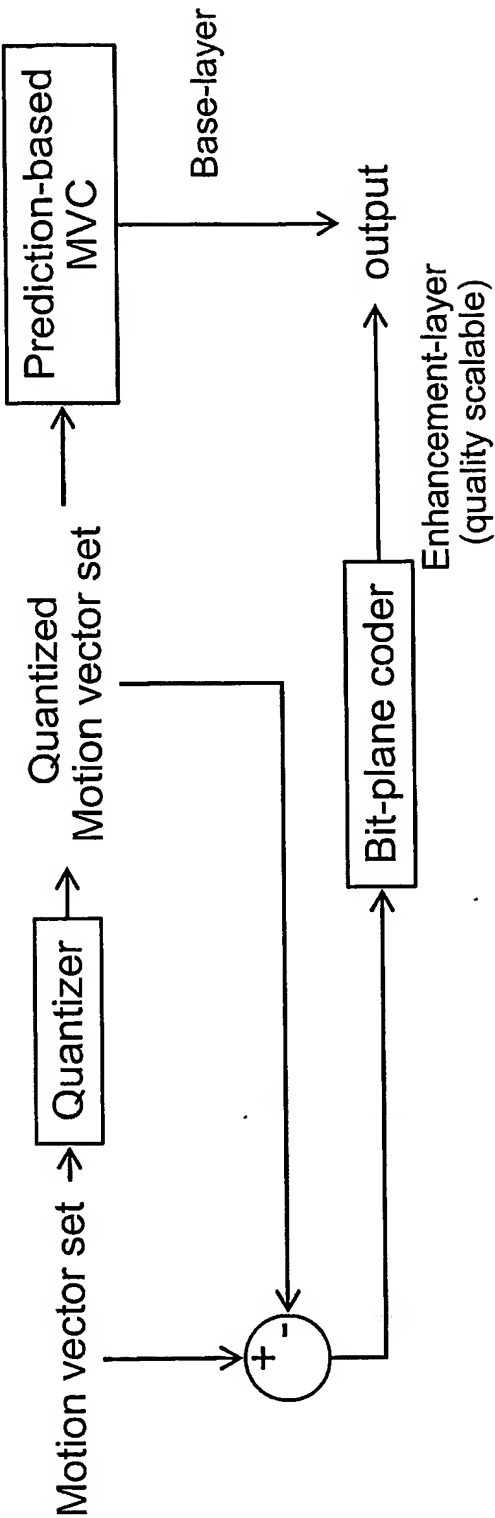 Motion vector set
Quantizer
Quantized
Motion vector set
Prediction-based
MVC
Base-layer
+
-
Bit-plane coder
output
Enhancement-layer
(quality scalable)